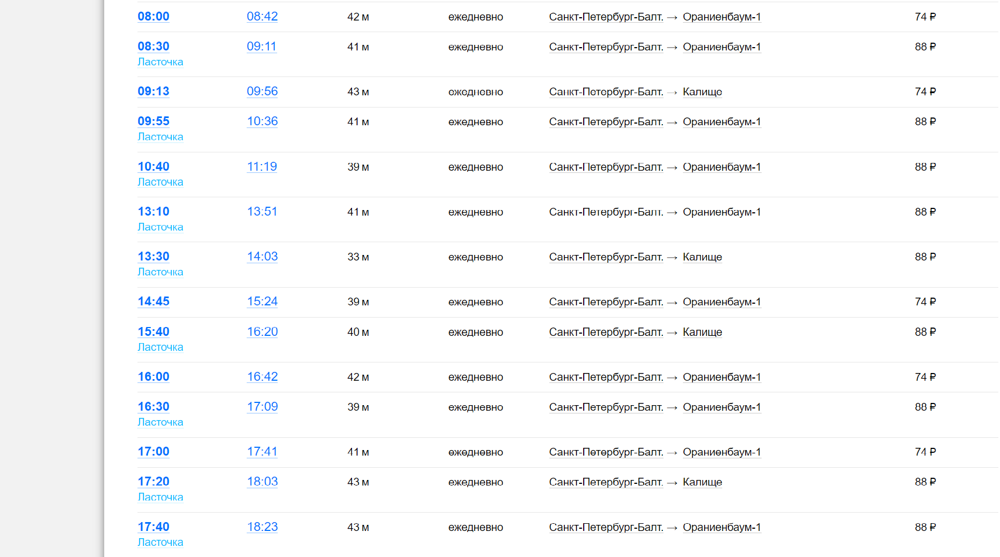 08:00 08:42 42 м ежедневно Санкт-Петербург-Балт. → Ораниенбаум-1 74 ₽
08:30 09:11 41 м ежедневно Санкт-Петербург-Балт. → Ораниенбаум-1 88 ₽
Ласточка
09:13 09:56 43 м ежедневно Санкт-Петербург-Балт. → Калище 74 ₽
09:55 10:36 41 м ежедневно Санкт-Петербург-Балт. → Ораниенбаум-1 88 ₽
Ласточка
10:40 11:19 39 м ежедневно Санкт-Петербург-Балт. → Ораниенбаум-1 88 ₽
Ласточка
13:10 13:51 41 м ежедневно Санкт-Петербург-Балт. → Ораниенбаум-1 88 ₽
Ласточка
13:30 14:03 33 м ежедневно Санкт-Петербург-Балт. → Калище 88 ₽
Ласточка
14:45 15:24 39 м ежедневно Санкт-Петербург-Балт. → Ораниенбаум-1 74 ₽
15:40 16:20 40 м ежедневно Санкт-Петербург-Балт. → Калище 88 ₽
Ласточка
16:00 16:42 42 м ежедневно Санкт-Петербург-Балт. → Ораниенбаум-1 74 ₽
16:30 17:09 39 м ежедневно Санкт-Петербург-Балт. → Ораниенбаум-1 88 ₽
Ласточка
17:00 17:41 41 м ежедневно Санкт-Петербург-Балт. → Ораниенбаум-1 74 ₽
17:20 18:03 43 м ежедневно Санкт-Петербург-Балт. → Калище 88 ₽
Ласточка
17:40 18:23 43 м ежедневно Санкт-Петербург-Балт. → Ораниенбаум-1 88 ₽
Ласточка